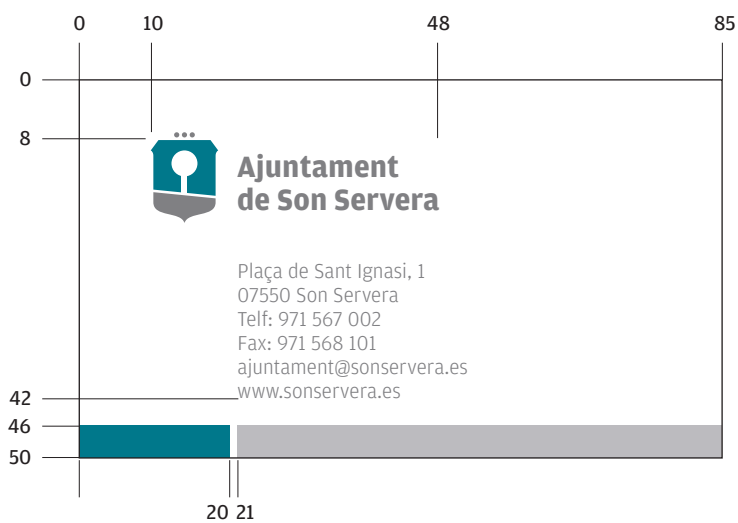 0 10 48 85
0
8
Ajuntament
de Son Servera
Plaça de Sant Ignasi, 1
07550 Son Servera
Telf: 971 567 002
Fax: 971 568 101
ajuntament@sonservera.es
www.sonservera.es
42
46
50
20 21